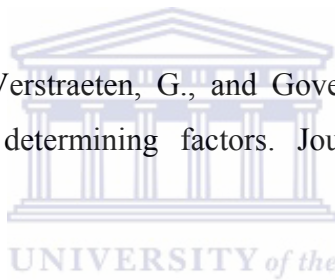 Verstraeten, G., and Gove
determining factors. Jou
UNIVERSITY of the